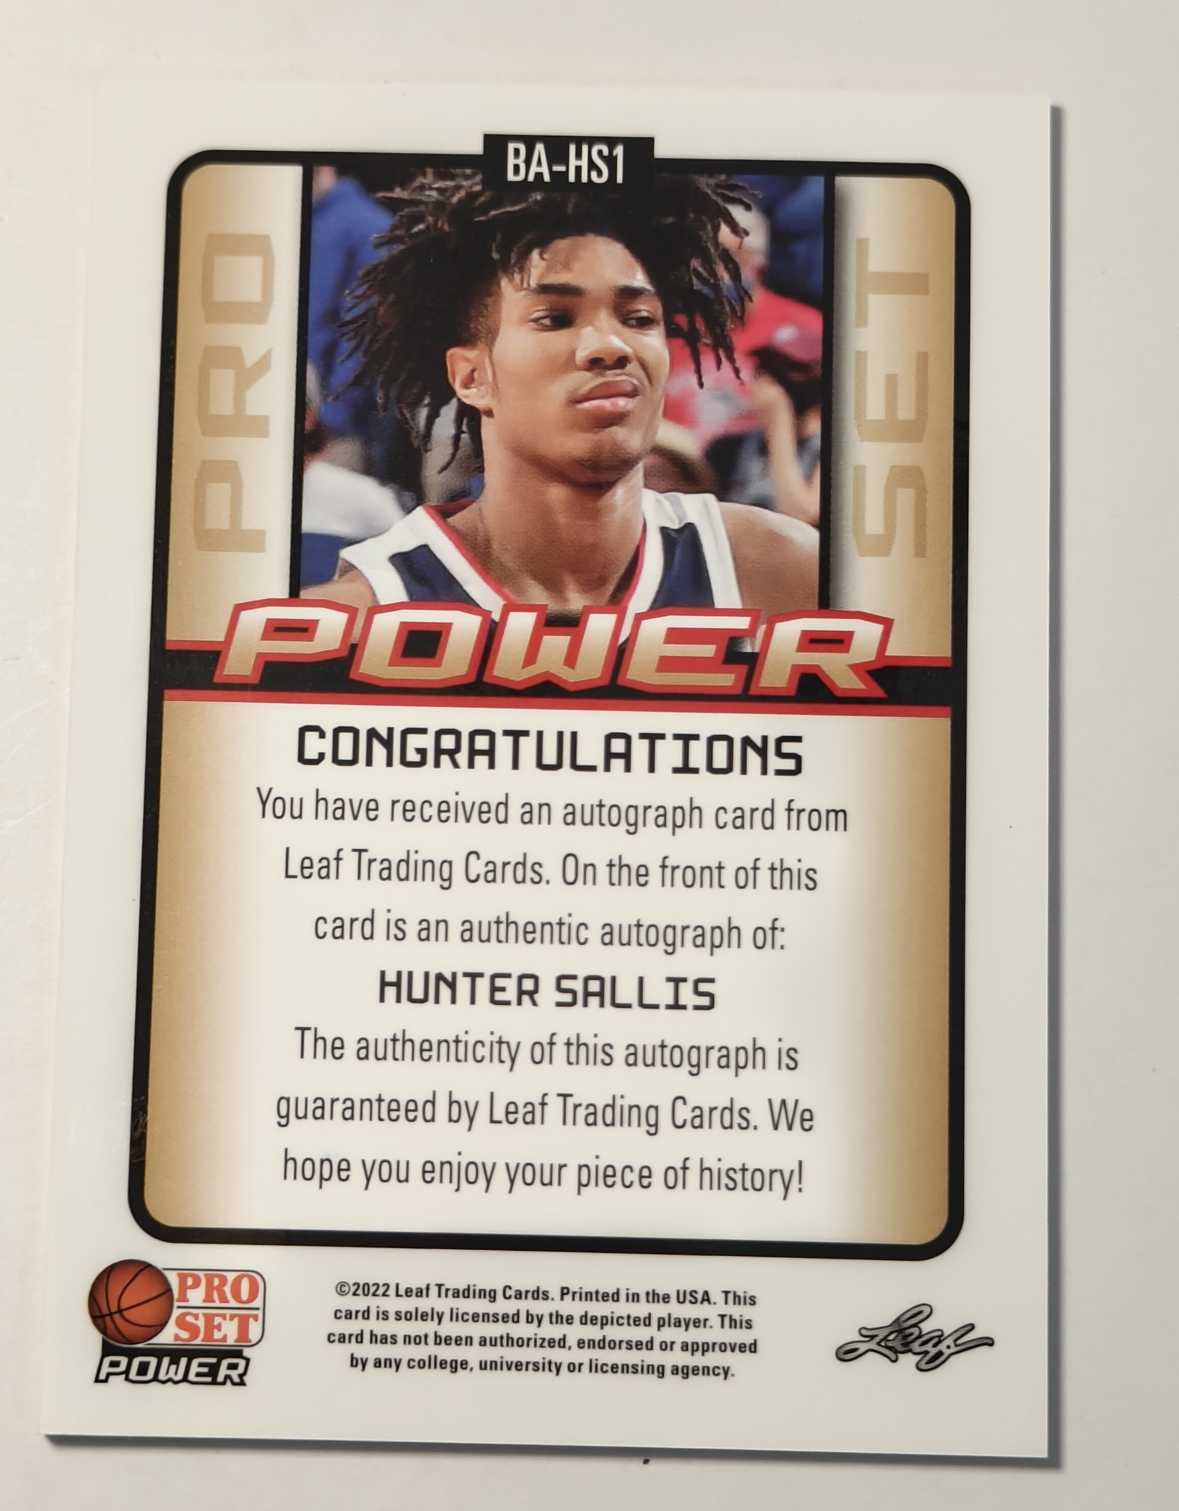 BA-HS1
PRO
SET
POWER
CONGRATULATIONS
You have received an autograph card from
Leaf Trading Cards. On the front of this
card is an authentic autograph of:
HUNTER SALLIS
The authenticity of this autograph is
guaranteed by Leaf Trading Cards. We
hope you enjoy your piece of history!
PRO
SET
POWER
©2022 Leaf Trading Cards. Printed in the USA. This
card is solely licensed by the depicted player. This
card has not been authorized, endorsed or approved
by any college, university or licensing agency.
Leaf